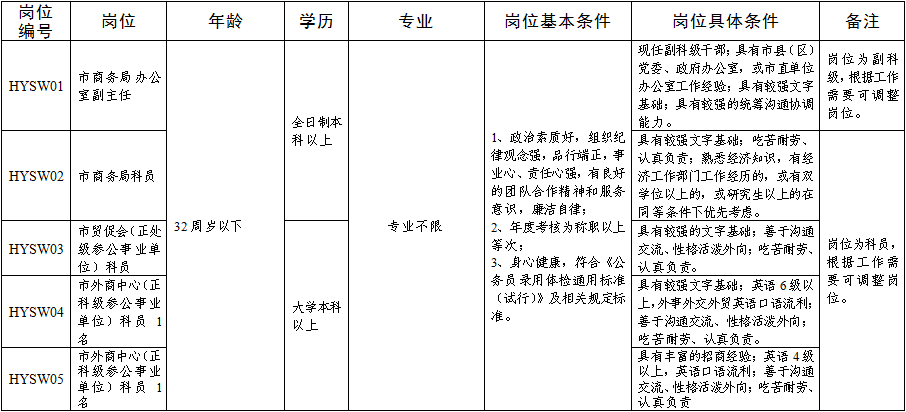 岗位
编号
岗位
年龄
学历
专业
岗位基本条件
岗位具体条件
备注
HYSW01
市商务局办公
室副主任
32周岁以下
全日制本
科以上
专业不限
1、政治素质好，组织纪
律观念强，品行端正，事
业心、责任心强，有良好
的团队合作精神和服务
意识，廉洁自律；
2、年度考核为称职以上
等次；
3、身心健康，符合《公
务员录用体检通用标准
（试行）》及相关规定标
准。
现任副科级干部；具有市县（区）
党委、政府办公室，或市直单位
办公室工作经验；具有较强文字
基础；具有较强的统筹沟通协调
能力。
岗位为副科
级，根据工作
需要可调整
岗位。
HYSW02
市商务局科员
具有较强文字基础；吃苦耐劳、
认真负责；熟悉经济知识，有经
济工作部门工作经历的，或有双
学位以上的，或研究生以上的在
同等条件下优先考虑。
岗位为科员，
根据工作需
要可调整岗
位。
HYSW03
市贸促会（正处
级参公事业单
位）科员
大学本科
以上
具有较强的文字基础；善于沟通
交流、性格活泼外向；吃苦耐劳、
认真负责。
HYSW04
市外商中心（正
科级参公事业
单位）科员 1
名
具有较强文字基础；英语6级以
上，外事外交外贸英语口语流利；
善于沟通交流、性格活泼外向；
吃苦耐劳、认真负责。
HYSW05
市外商中心（正
科级参公事业
单位）科员 1
名
具有丰富的招商经验；英语4级
以上，英语口语流利；善于沟通
交流、性格活泼外向；吃苦耐劳、
认真负责